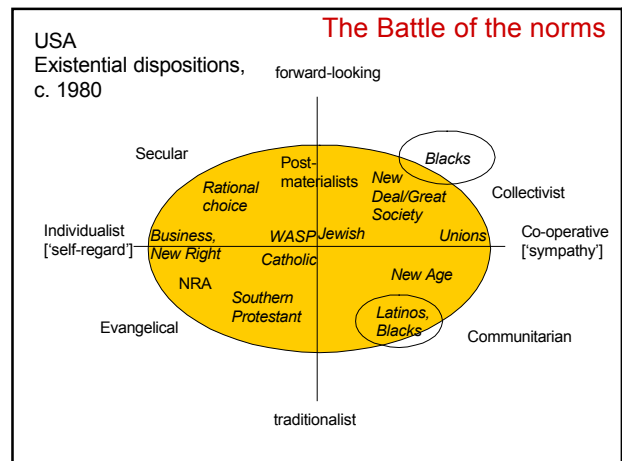 The Battle of the norms
USA
Existential dispositions,
c. 1980
forward-looking
Secular
Post-
materialists
Blacks
Rational
choice
New
Deal/Great
Society
Collectivist
Individualist
['self-regard']
Business,
New Right
WASP
Jewish
Unions
Co-operative
['sympathy']
Catholic
NRA
New Age
Southern
Protestant
Latinos,
Blacks
Evangelical
Communitarian
traditionalist